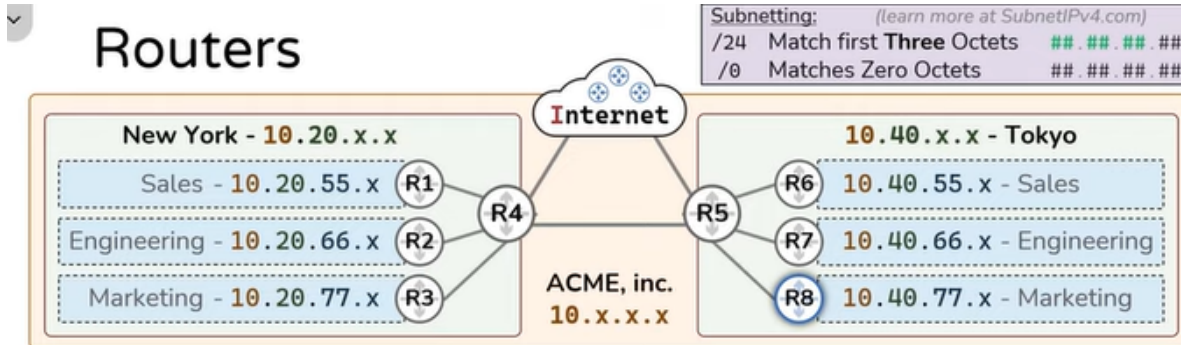 Routers
Subnetting: (learn more at SubnetIPv4.com)
/24 Match first Three Octets ##.##.##.##
/0 Matches Zero Octets ##.##.##.##
Internet
New York - 10.20.x.x
Sales - 10.20.55.x R1
Engineering - 10.20.66.x R2
Marketing - 10.20.77.x R3
R4
ACME, inc.
10.x.x.x
R5
10.40.x.x - Tokyo
R6 10.40.55.x - Sales
R7 10.40.66.x - Engineering
R8 10.40.77.x - Marketing